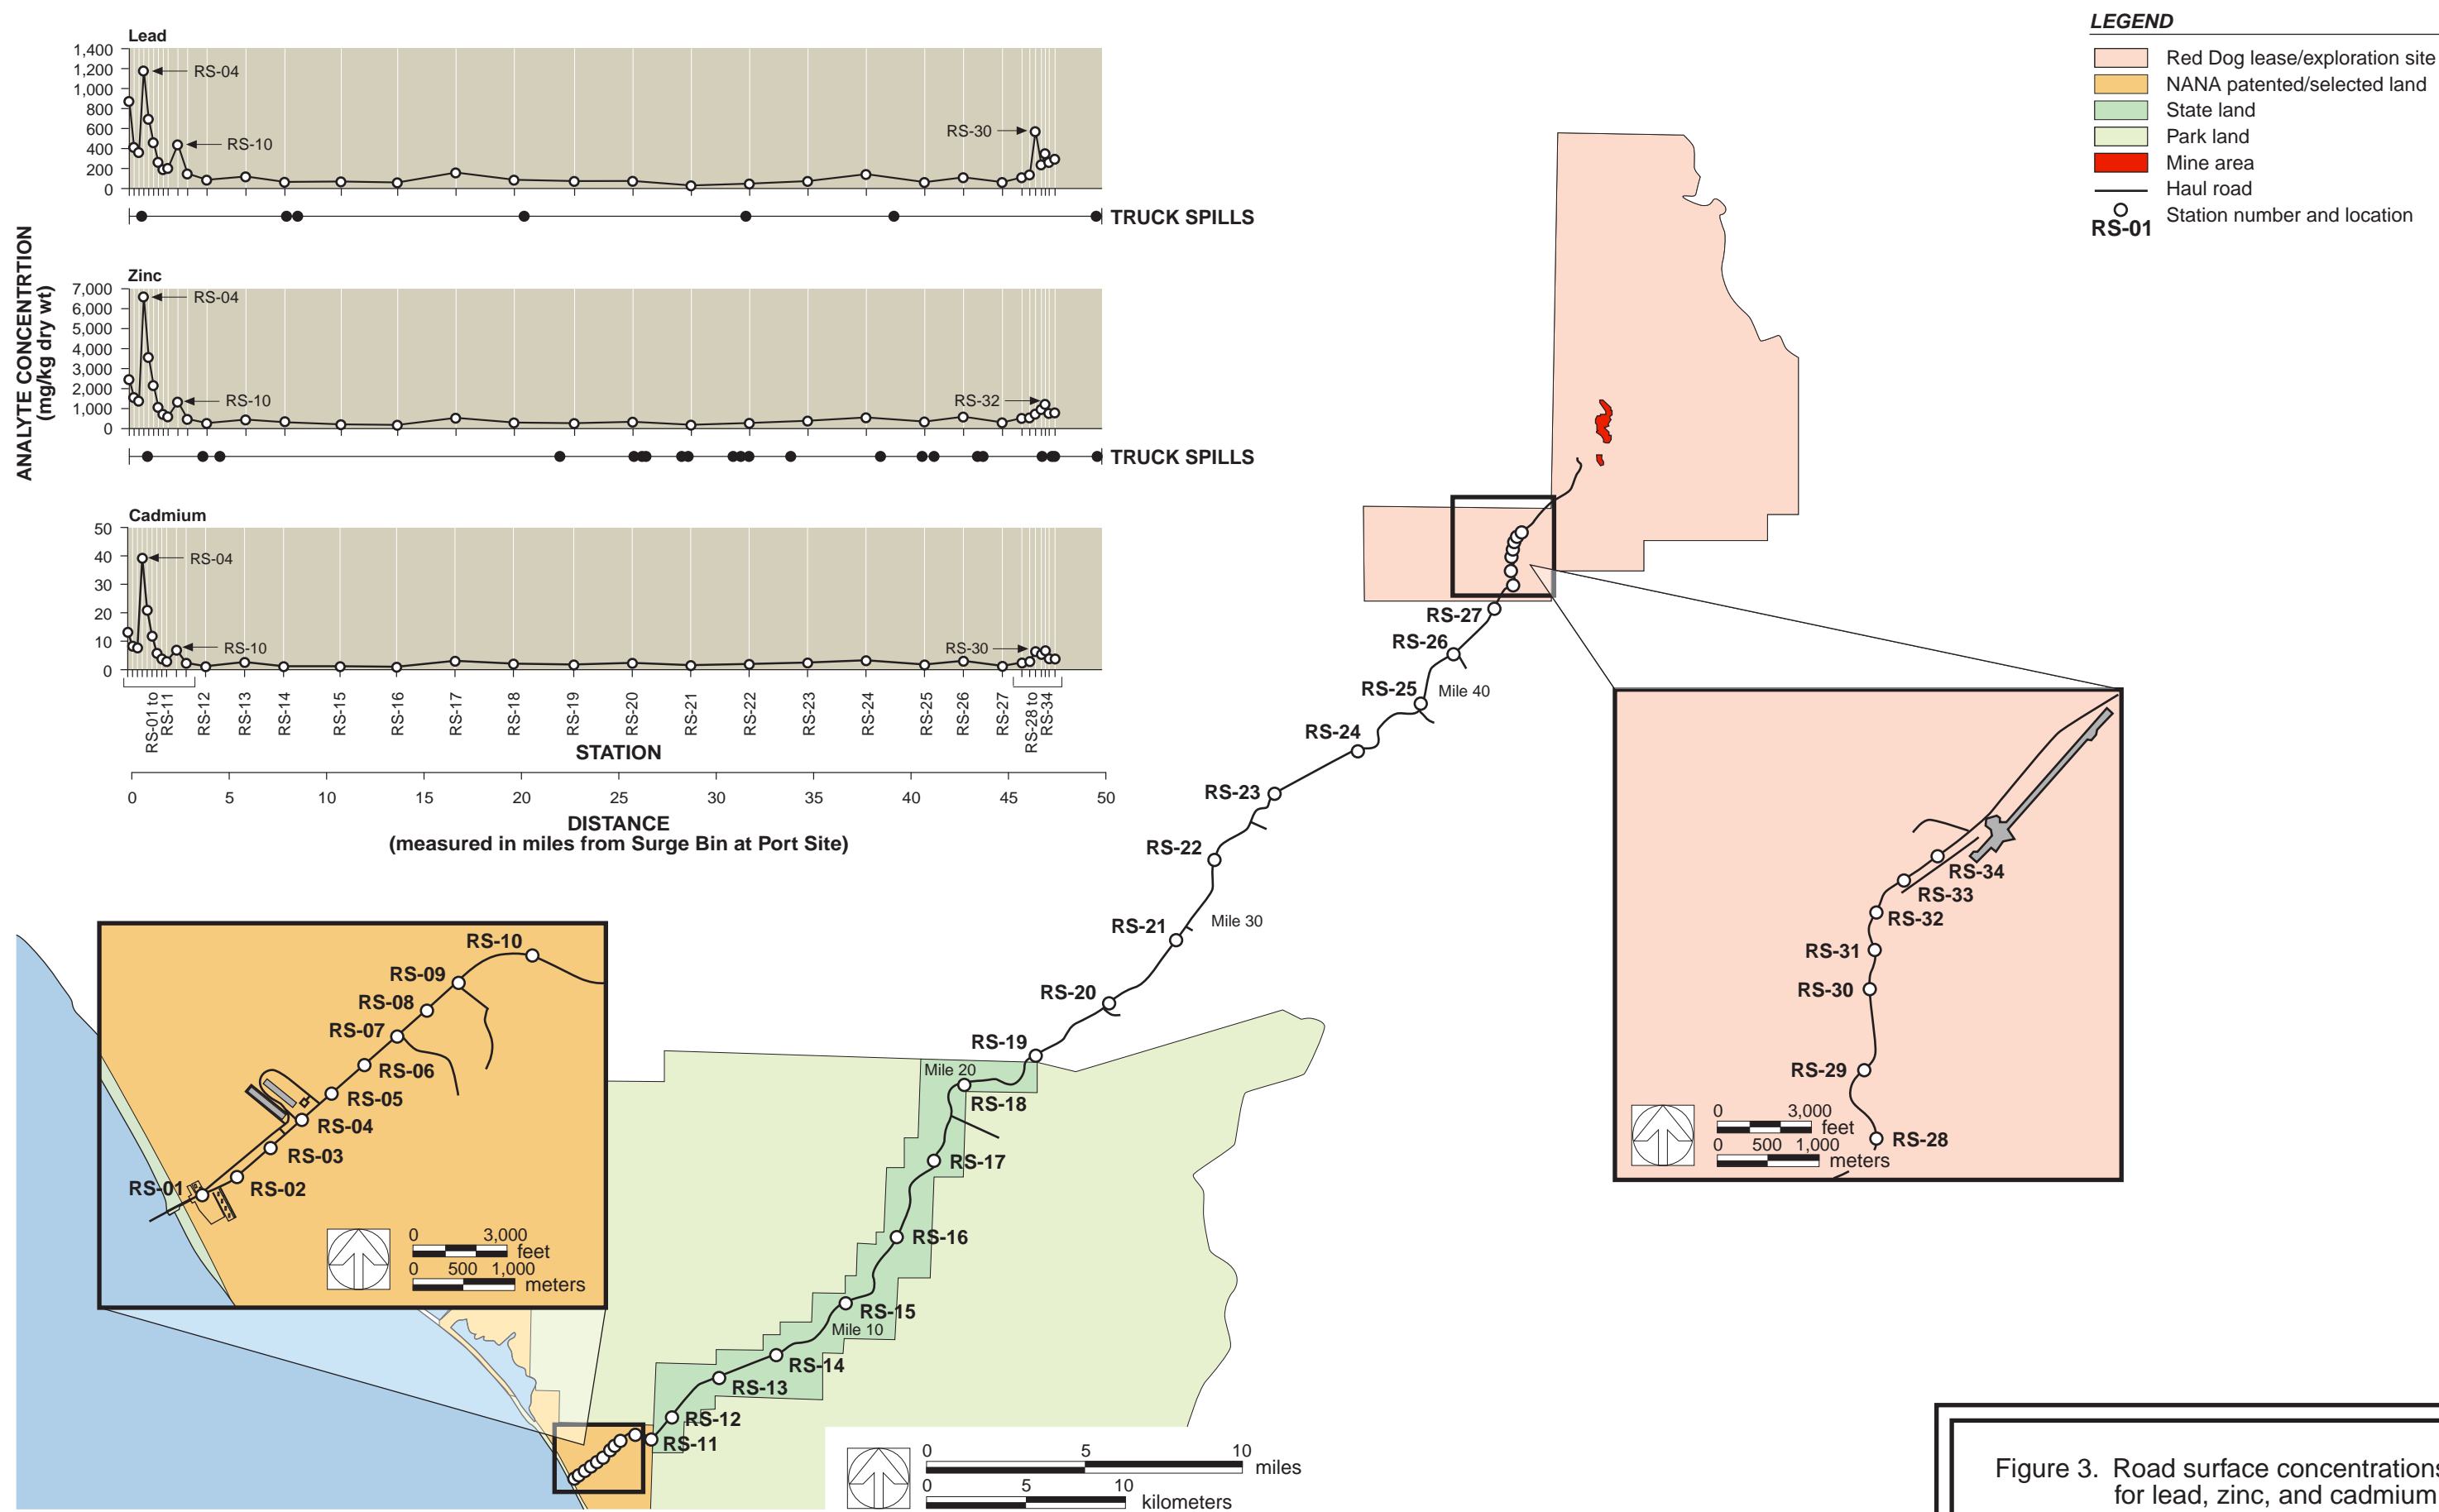 Lead
1,400
1,200
1,000
800
600
400
200
0
RS-04
RS-10
RS-30
TRUCK SPILLS
ANALYTE CONCENTRTION
(mg/kg dry wt)
Zinc
7,000
6,000
5,000
4,000
3,000
2,000
1,000
0
RS-04
RS-10
RS-32
TRUCK SPILLS
Cadmium
50
40
30
20
10
0
RS-04
RS-10
RS-30
RS-01 to
RS-11
RS-12
RS-13
RS-14
RS-15
RS-16
RS-17
RS-18
RS-19
RS-20
RS-21
RS-22
RS-23
RS-24
RS-25
RS-26
RS-27
RS-28 to
RS-34
STATION
0 5 10 15 20 25 30 35 40 45 50
DISTANCE
(measured in miles from Surge Bin at Port Site)
LEGEND
Red Dog lease/exploration site
NANA patented/selected land
State land
Park land
Mine area
Haul road
RS-01 Station number and location
RS-27
RS-26
RS-25
Mile 40
RS-24
RS-23
RS-22
RS-21
Mile 30
RS-20
RS-19
Mile 20
RS-18
RS-17
RS-16
RS-15
Mile 10
RS-14
RS-13
RS-12
RS-11
RS-10
RS-09
RS-08
RS-07
RS-06
RS-05
RS-04
RS-03
RS-02
RS-01
0 3,000
feet
0 500 1,000
meters
RS-34
RS-33
RS-32
RS-31
RS-30
RS-29
RS-28
0 3,000
feet
0 500 1,000
meters
0 5 10
miles
0 5 10
kilometers
Figure 3. Road surface concentrations
for lead, zinc, and cadmium